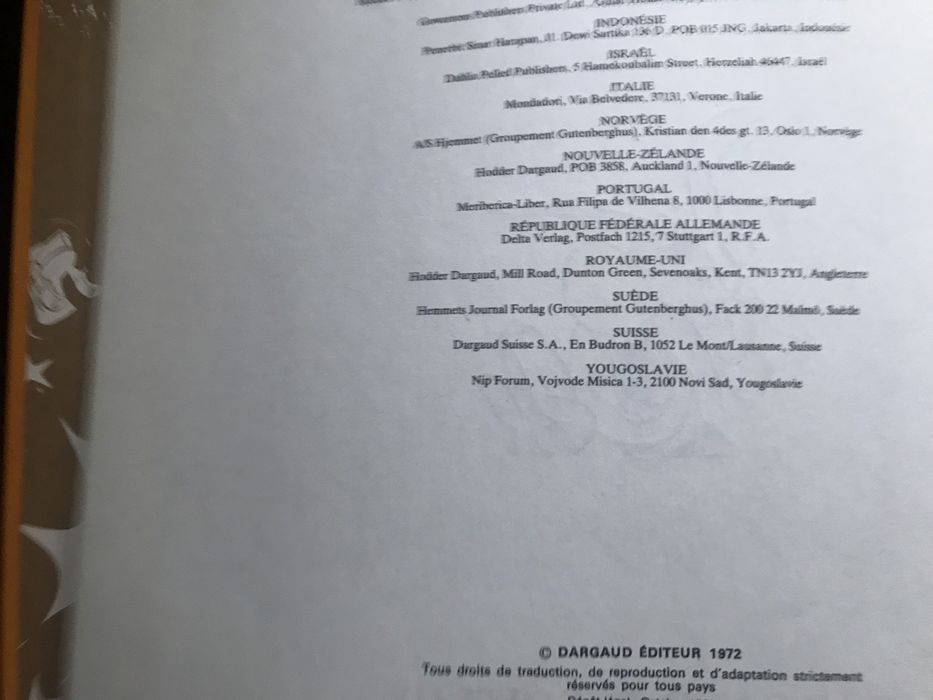 Gowarsons Publishers Private Ltd.
INDONÉSIE
Penerbit Sinar Harapan, J1. Dewi Sartika 136 D, POB 015 JNG, Jakarta, Indonésie
ISRAËL
Dahlia Pelled Publishers, 5 Hamekoubalim Street, Herzeliah 46447, Israël
ITALIE
Mondadori, Via Belvedere, 37131, Verone, Italie
NORVÈGE
A/S Hjemmet (Groupement Gutenberghus), Kristian den 4des gt. 13, Oslo 1, Norvège
NOUVELLE-ZÉLANDE
Hodder Dargaud, POB 3858, Auckland 1, Nouvelle-Zélande
PORTUGAL
Meriberica-Liber, Rua Filipa de Vilhena 8, 1000 Lisbonne, Portugal
RÉPUBLIQUE FÉDÉRALE ALLEMANDE
Delta Verlag, Postfach 1215, 7 Stuttgart 1, R.F.A.
ROYAUME-UNI
Hodder Dargaud, Mill Road, Dunton Green, Sevenoaks, Kent, TN13 2YJ, Angleterre
SUÈDE
Hemmets Journal Forlag (Groupement Gutenberghus), Fack 200 22 Malmö, Suède
SUISSE
Dargaud Suisse S.A., En Budron B, 1052 Le Mont/Lausanne, Suisse
YOUGOSLAVIE
Nip Forum, Vojvode Misica 1-3, 2100 Novi Sad, Yougoslavie
© DARGAUD ÉDITEUR 1972
Tous droits de traduction, de reproduction et d'adaptation strictement
réservés pour tous pays